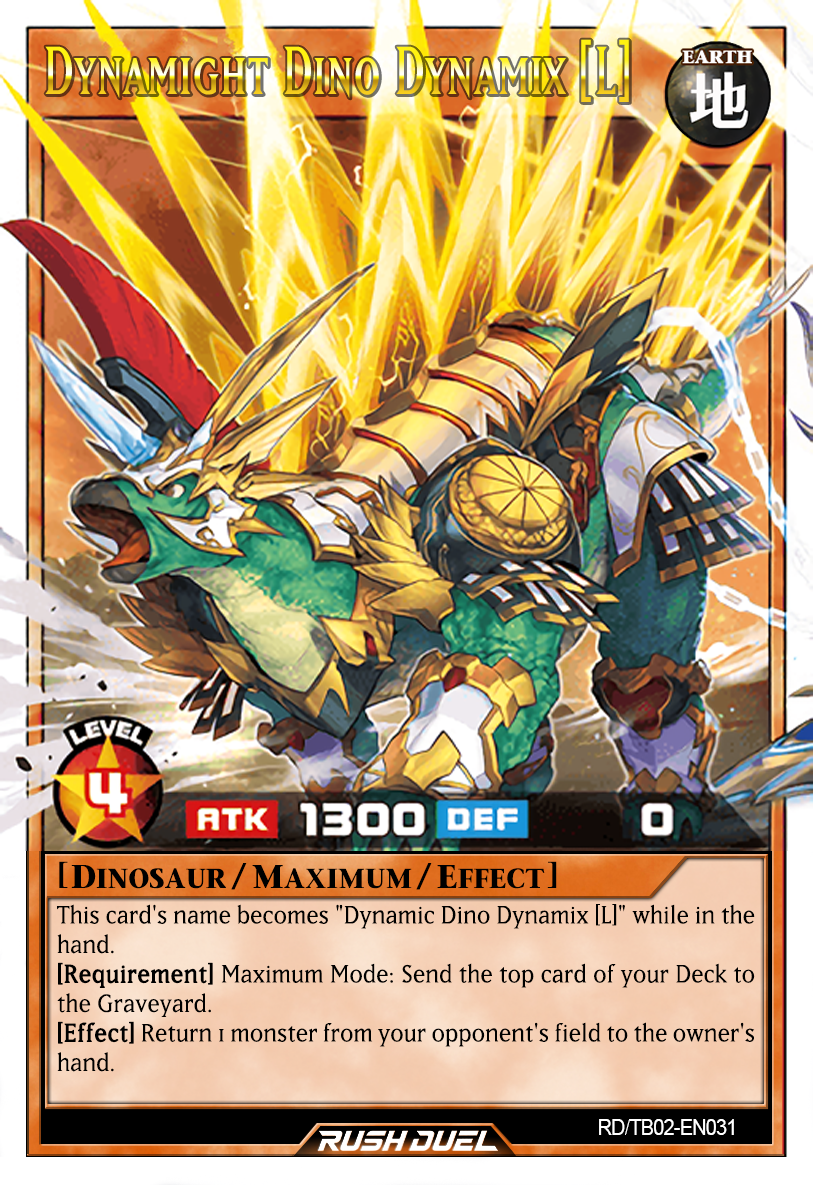 Dynamight Dino Dynamix [L]
EARTH
地
LEVEL
4
ATK 1300 DEF 0
[Dinosaur / Maximum / Effect]
This card's name becomes "Dynamic Dino Dynamix [L]" while in the
hand.
[Requirement] Maximum Mode: Send the top card of your Deck to
the Graveyard.
[Effect] Return 1 monster from your opponent's field to the owner's
hand.
RD/TB02-EN031
RUSH DUEL